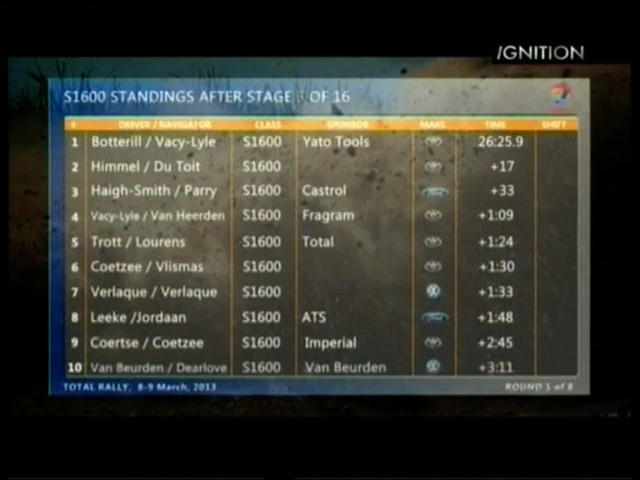 IGNITION
S1600 STANDINGS AFTER STAGE OF 16
# DRIVER / NAVIGATOR CLASS SPONSOR MAKE TIME SHIFT
1 Botterill / Vacy-Lyle S1600 Yato Tools 26:25.9
2 Himmel / Du Toit S1600 +17
3 Haigh-Smith / Parry S1600 Castrol +33
4 Vacy-Lyle / Van Heerden S1600 Fragram +1:09
5 Trott / Lourens S1600 Total +1:24
6 Coetzee / Vlismas S1600 +1:30
7 Verlaque / Verlaque S1600 +1:33
8 Leeke /Jordaan S1600 ATS +1:48
9 Coertse / Coetzee S1600 Imperial +2:45
10 Van Beurden / Dearlove S1600 Van Beurden +3:11
TOTAL RALLY, 8-9 March, 2013 ROUND 1 of 8